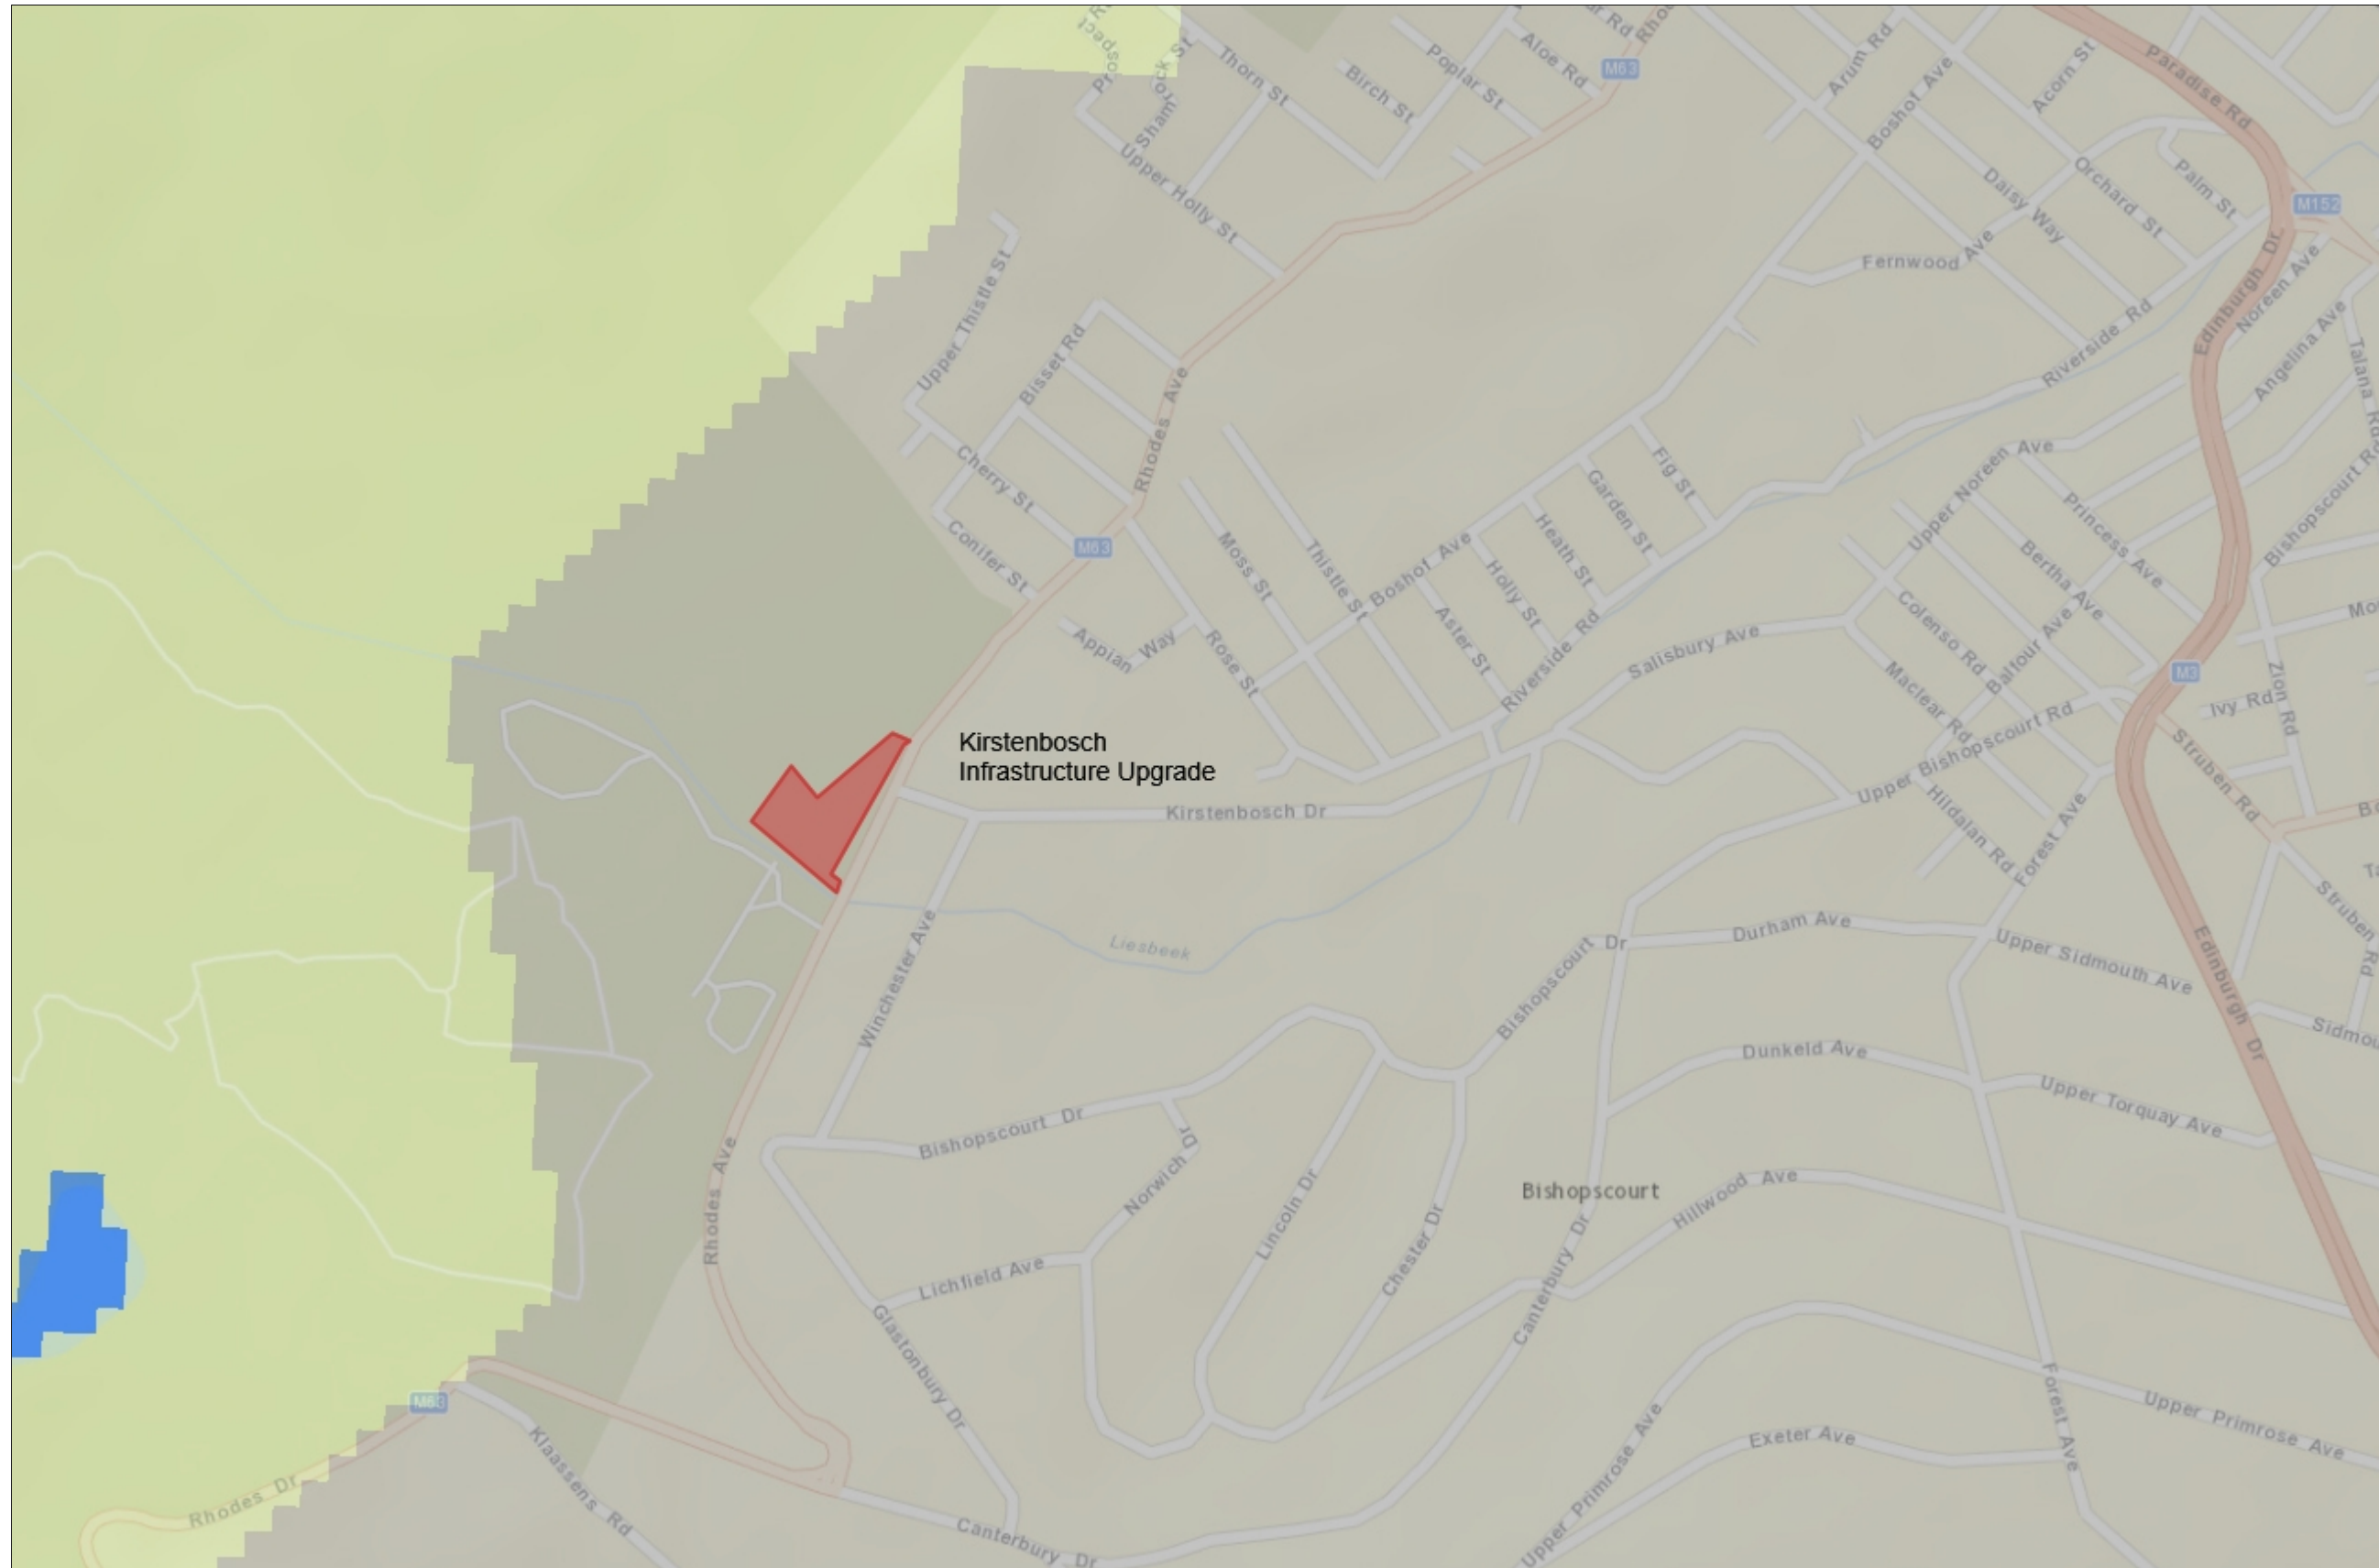 Thorn St
Birch St
Poplar St
Aloe Rd
M63
Arum Rd
Boshof Ave
Acorn St
Paradise Rd
Upper Holly St
Daisy Way
Orchard St
Palm St
M152
Fernwood Ave
Edinburgh Dr
Noreen Ave
Angelina Ave
Talana Rd
Upper Thistle St
Bisset Rd
Rhodes Ave
Riverside Rd
Cherry St
Conifer St
M63
Moss St
Thistle St
Boshof Ave
Fig St
Garden St
Heath St
Holly St
Aster St
Riverside Rd
Upper Noreen Ave
Princess Ave
Bertha Ave
Bishopscourt Rd
Appian Way
Rose St
Salisbury Ave
Colenso Rd
Balfour Ave
Maclear Rd
M3
Ivy Rd
Zion Rd
Kirstenbosch
Infrastructure Upgrade
Kirstenbosch Dr
Upper Bishopscourt Rd
Struben Rd
Hildalan Rd
Forest Ave
Liesbeek
Winchester Ave
Bishopscourt Dr
Durham Ave
Upper Sidmouth Ave
Struben Rd
Edinburgh Dr
Dunkeld Ave
Upper Torquay Ave
Bishopscourt Dr
Norwich Dr
Rhodes Ave
Lincoln Dr
Chester Dr
Bishopscourt
Canterbury Dr
Hillwood Ave
Lichfield Ave
Glastonbury Dr
M63
Klaassens Rd
Rhodes Dr
Canterbury Dr
Upper Primrose Ave
Exeter Ave
Forest Ave
Upper Primrose Ave